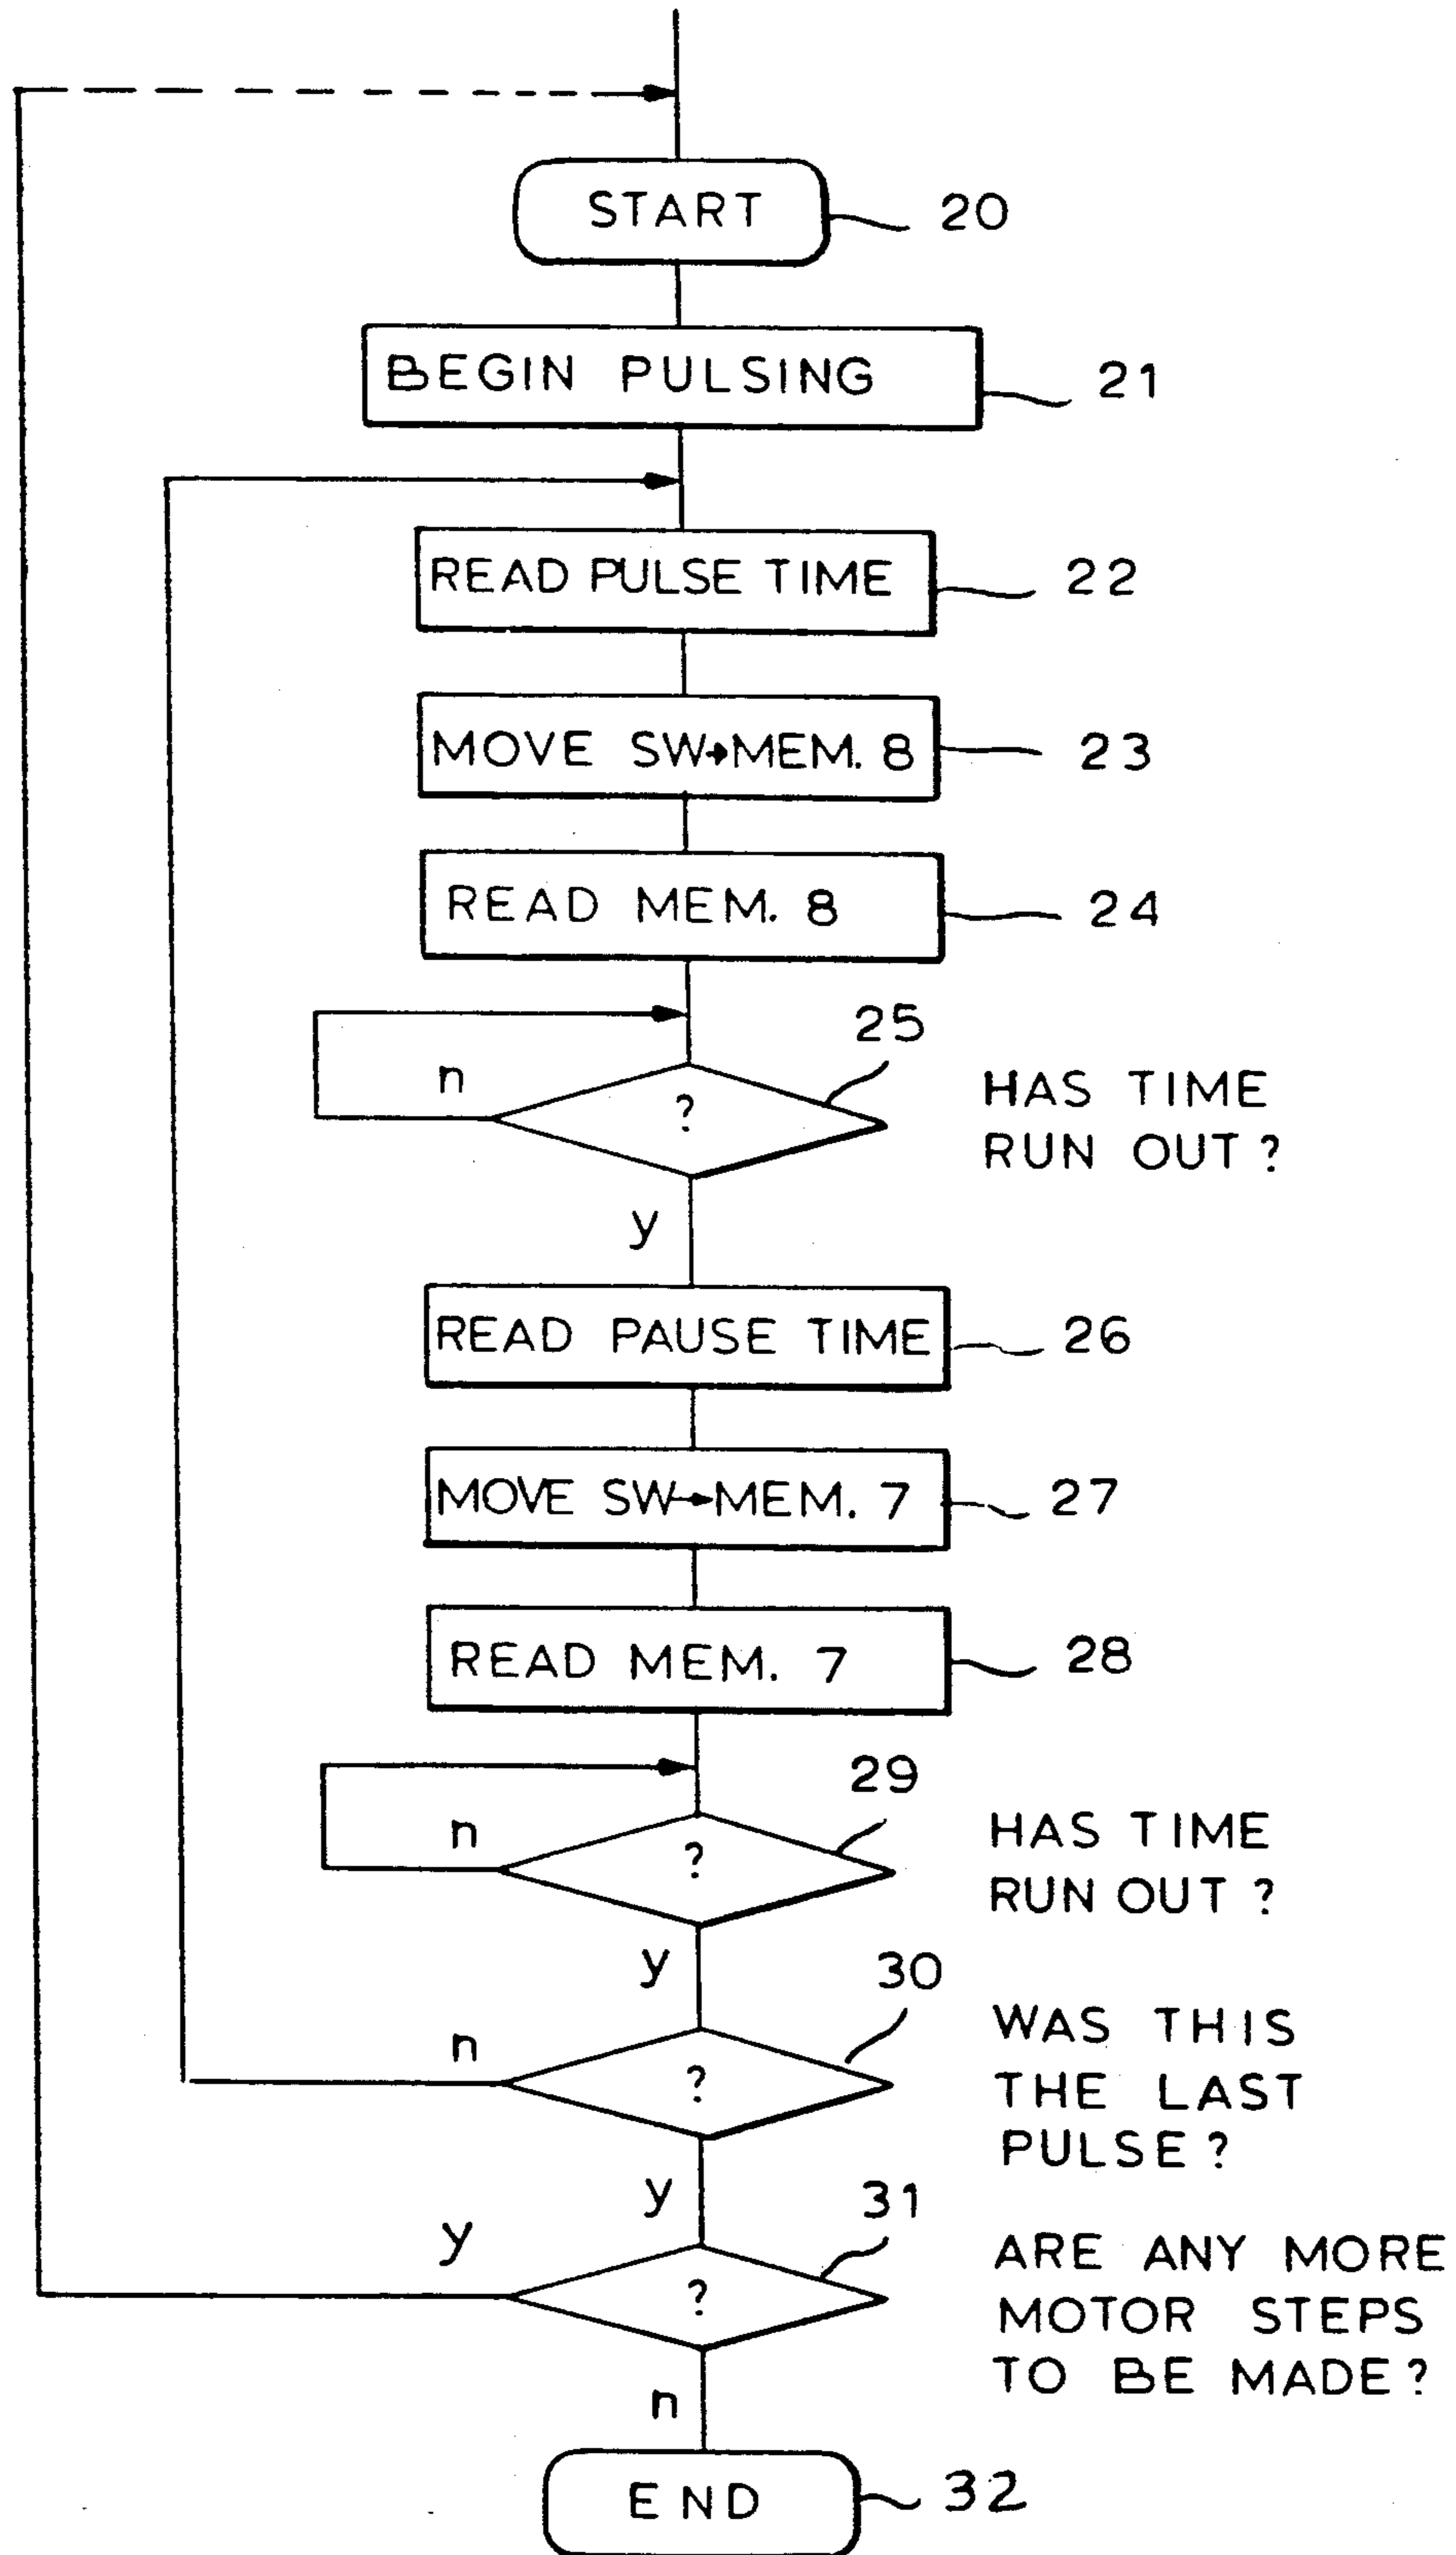 START 20
BEGIN PULSING 21
READ PULSE TIME 22
MOVE SW→MEM. 8 23
READ MEM. 8 24
25
n ? HAS TIME
RUN OUT?
y
READ PAUSE TIME 26
MOVE SW→MEM. 7 27
READ MEM. 7 28
29
n ? HAS TIME
RUN OUT?
y
30
n ? WAS THIS
THE LAST
PULSE?
y
31
y ? ARE ANY MORE
MOTOR STEPS
TO BE MADE?
n
END 32